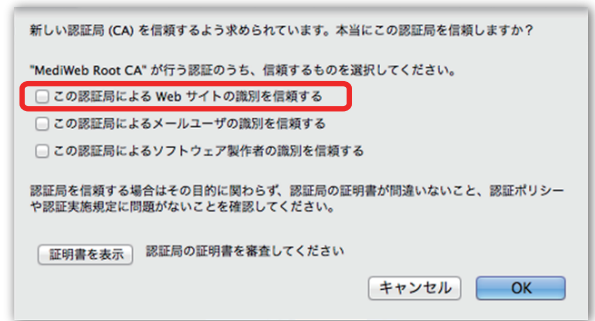 新しい認証局 (CA) を信頼するよう求められています。本当にこの認証局を信頼しますか？
"MediWeb Root CA" が行う認証のうち、信頼するものを選択してください。
この認証局による Web サイトの識別を信頼する
この認証局によるメールユーザの識別を信頼する
この認証局によるソフトウェア製作者の識別を信頼する
認証局を信頼する場合はその目的に関わらず、認証局の証明書が間違いないこと、認証ポリシー
や認証実施規定に問題がないことを確認してください。
証明書を表示 認証局の証明書を審査してください
キャンセル OK